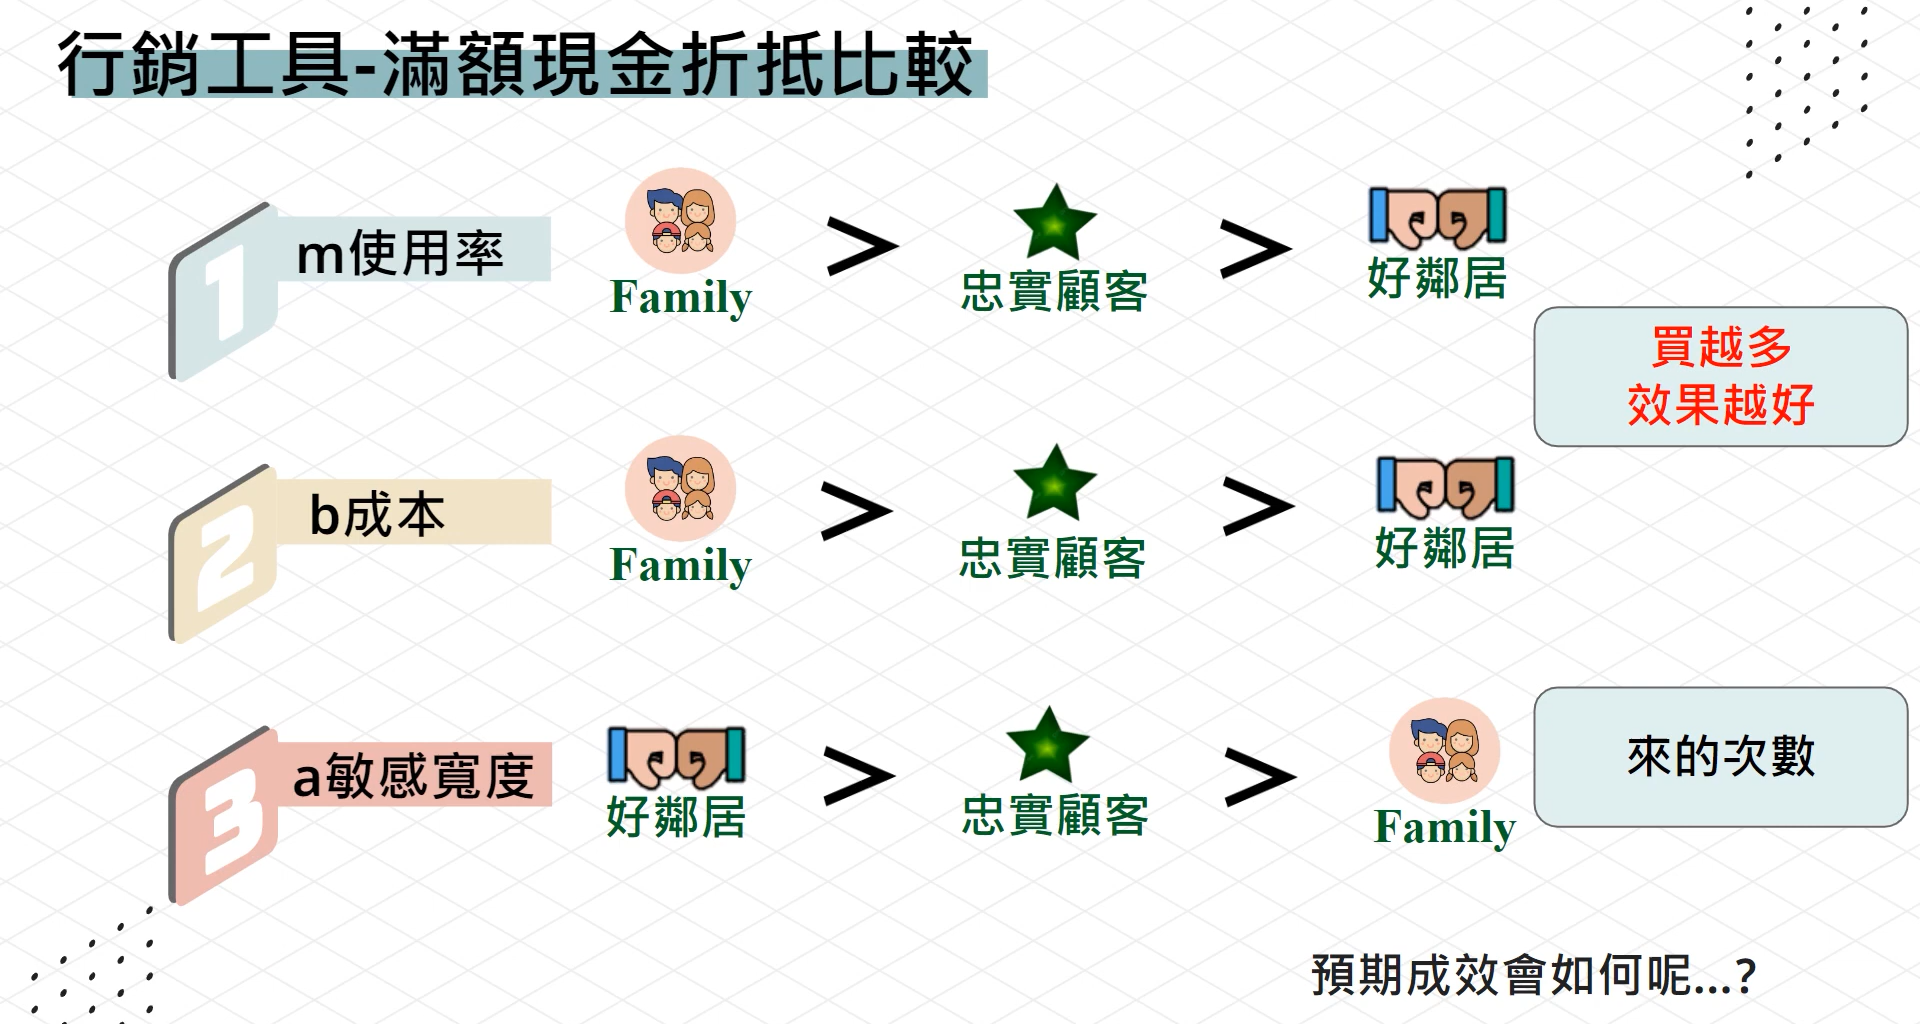 行銷工具-滿額現金折抵比較
1
m使用率
Family
>
忠實顧客
>
好鄰居
買越多
效果越好
2
b成本
Family
>
忠實顧客
>
好鄰居
3
a敏感寬度
好鄰居
>
忠實顧客
>
Family
來的次數
預期成效會如何呢...?